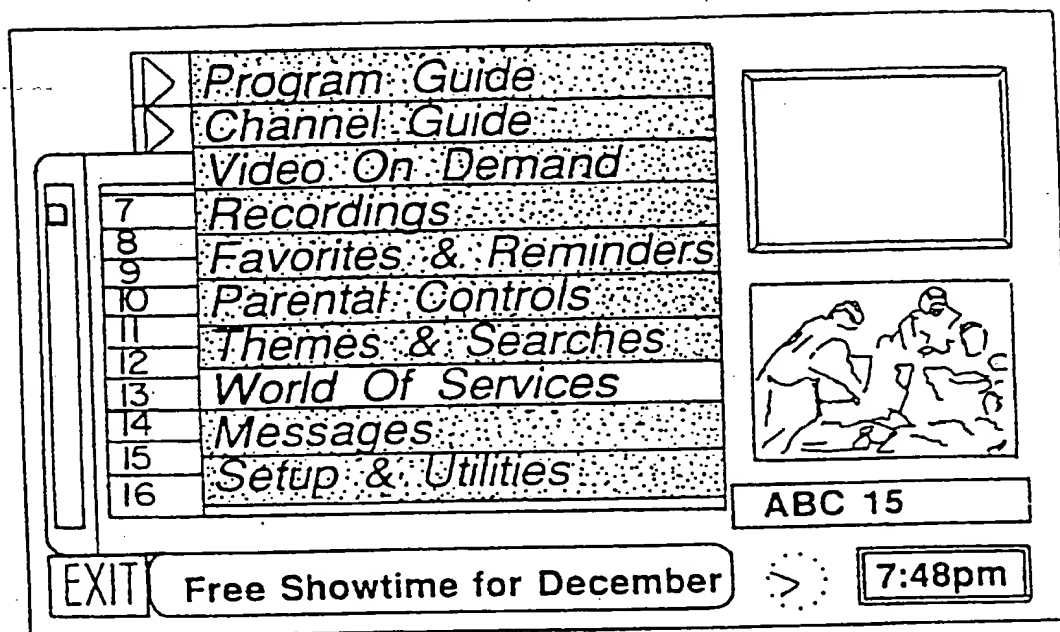 Program Guide
Channel Guide
Video On Demand
7 Recordings
8 Favorites & Reminders
9
10 Parental Controls
11 Themes & Searches
12
13 World Of Services
14 Messages
15 Setup & Utilities
16
ABC 15
EXIT Free Showtime for December 7:48pm